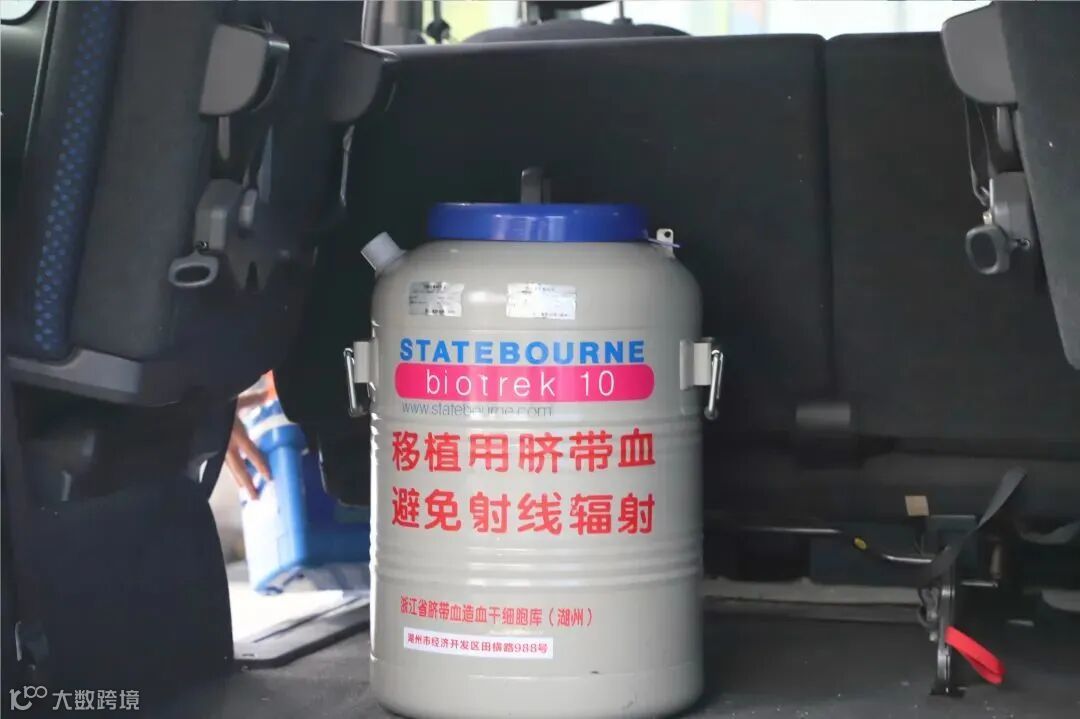 STATEBOURNE
biotrek 10
www.statebourne.com
移植用脐带血
避免射线辐射
浙江省脐带血造血干细胞库(湖州)
湖州市经济开发区田横路988号
大数跨境